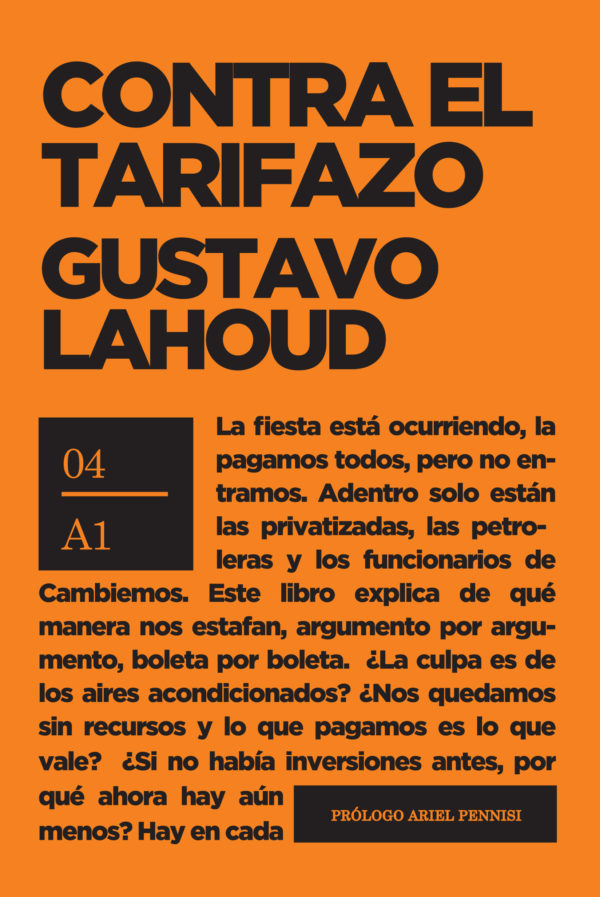 CONTRA EL
TARIFAZO
GUSTAVO
LAHOUD
04
A1
La fiesta está ocurriendo, la
pagamos todos, pero no en-
tramos. Adentro solo están
las privatizadas, las petro-
leras y los funcionarios de
Cambiemos. Este libro explica de qué
manera nos estafan, argumento por argu-
mento, boleta por boleta. ¿La culpa es de
los aires acondicionados? ¿Nos quedamos
sin recursos y lo que pagamos es lo que
vale? ¿Si no había inversiones antes, por
qué ahora hay aún
menos? Hay en cada
PRÓLOGO ARIEL PENNISI